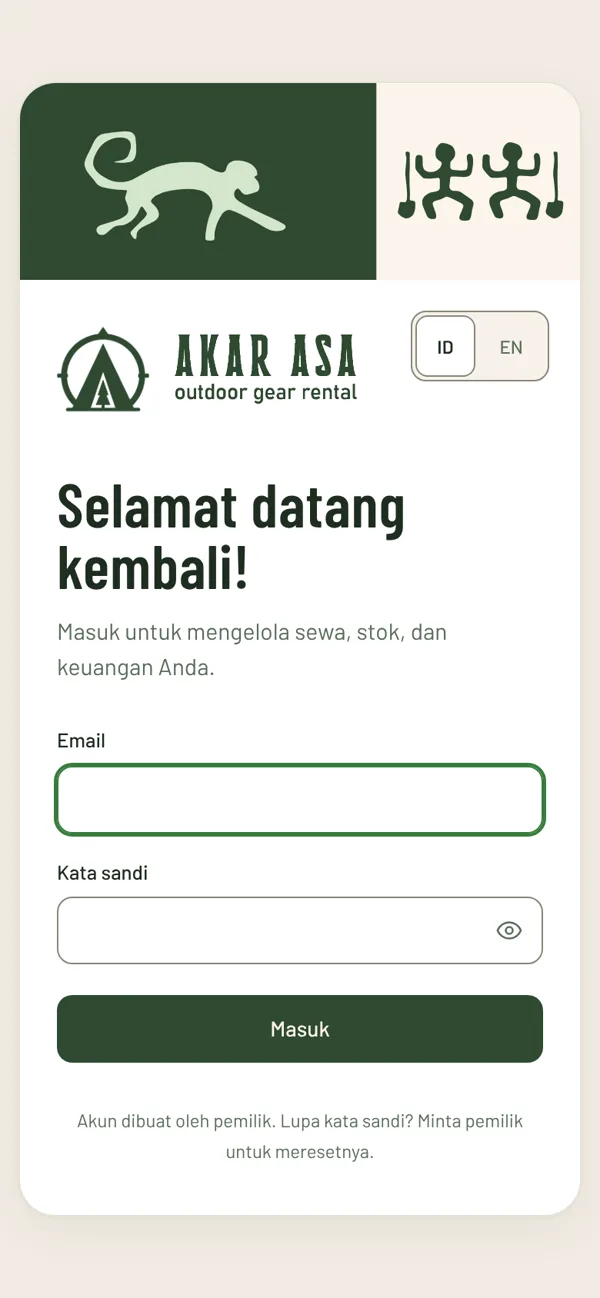 AKAR ASA
outdoor gear rental
ID
EN
Selamat datang
kembali!
Masuk untuk mengelola sewa, stok, dan
keuangan Anda.
Email
Kata sandi
Masuk
Akun dibuat oleh pemilik. Lupa kata sandi? Minta pemilik
untuk meresetnya.